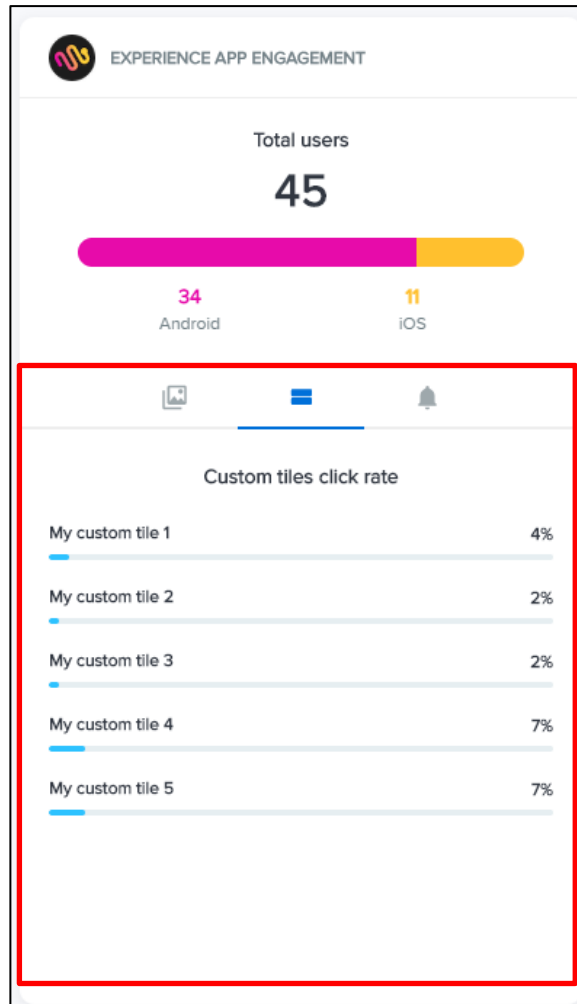 EXPERIENCE APP ENGAGEMENT
Total users
45
34 11
Android iOS
Custom tiles click rate
My custom tile 1 4%
My custom tile 2 2%
My custom tile 3 2%
My custom tile 4 7%
My custom tile 5 7%